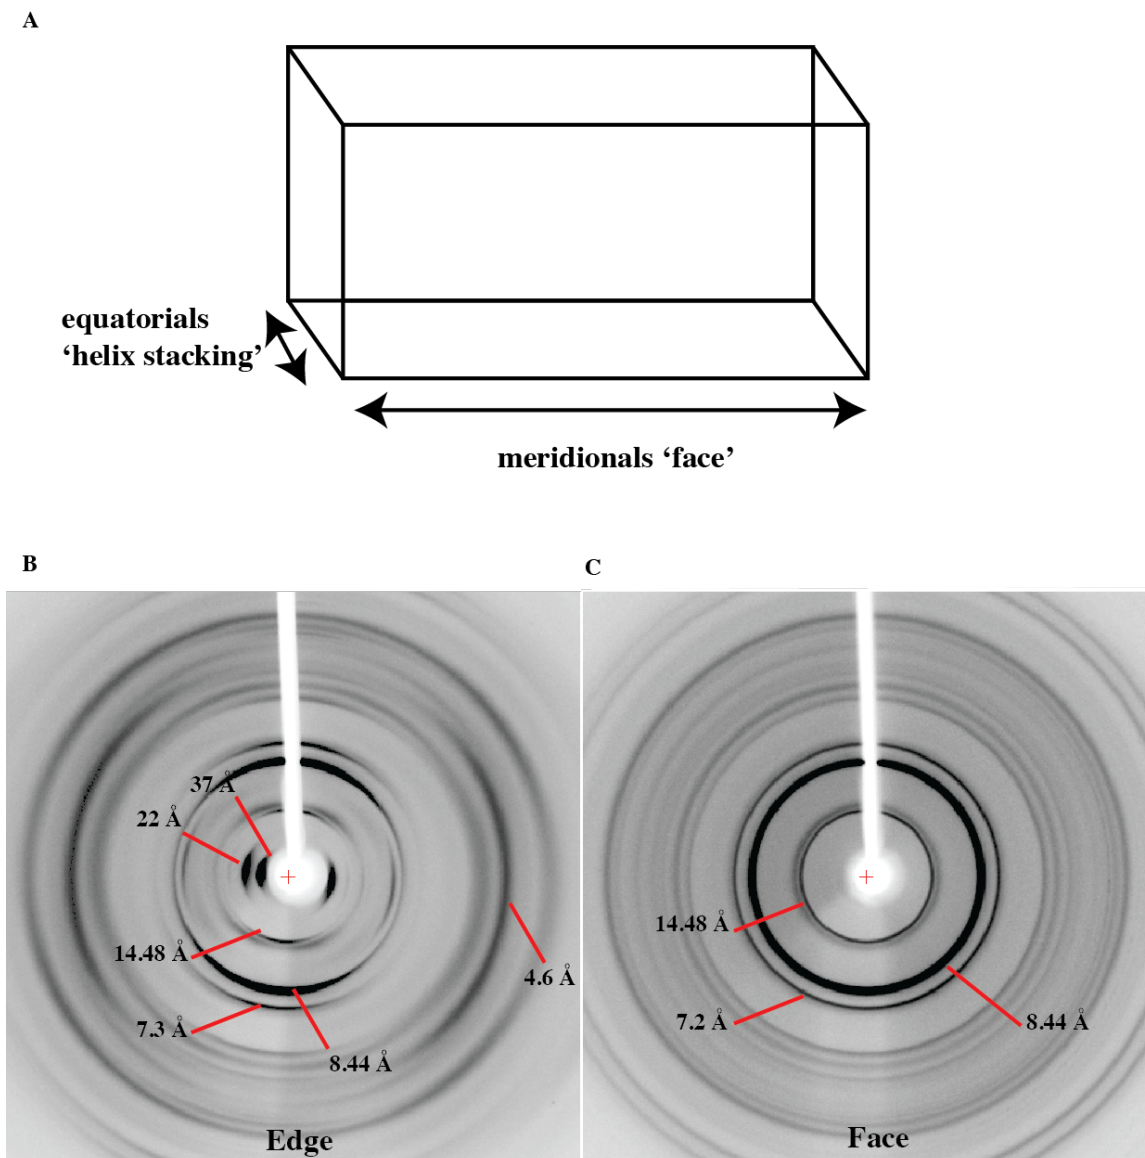 A
equatorials
‘helix stacking’
meridionals ‘face’
B
C
37 Å
22 Å
14.48 Å
4.6 Å
7.3 Å
8.44 Å
Edge
14.48 Å
7.2 Å
8.44 Å
Face